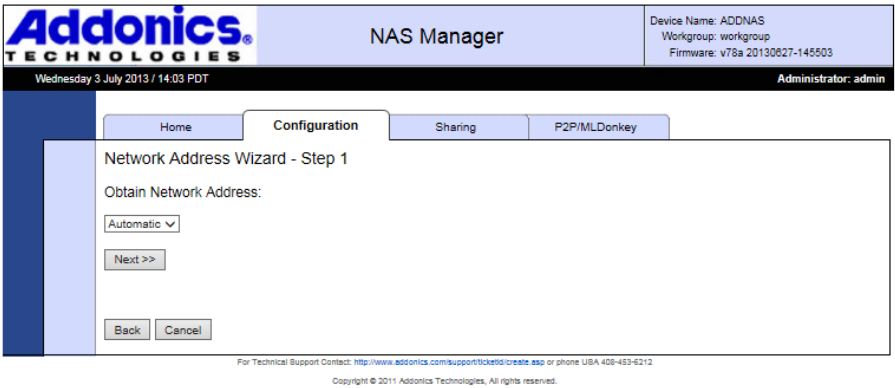 Addonics®
TECHNOLOGIES
NAS Manager
Device Name: ADDNAS
Workgroup: workgroup
Firmware: v78a 20130627-145503
Wednesday 3 July 2013 / 14:03 PDT
Administrator: admin
Home
Configuration
Sharing
P2P/MLDonkey
Network Address Wizard - Step 1
Obtain Network Address:
Automatic
Next >>
Back
Cancel
For Technical Support Contact: http://www.addonics.com/support/ticketid/create.asp or phone USA 408-453-6212
Copyright © 2011 Addonics Technologies, All rights reserved.